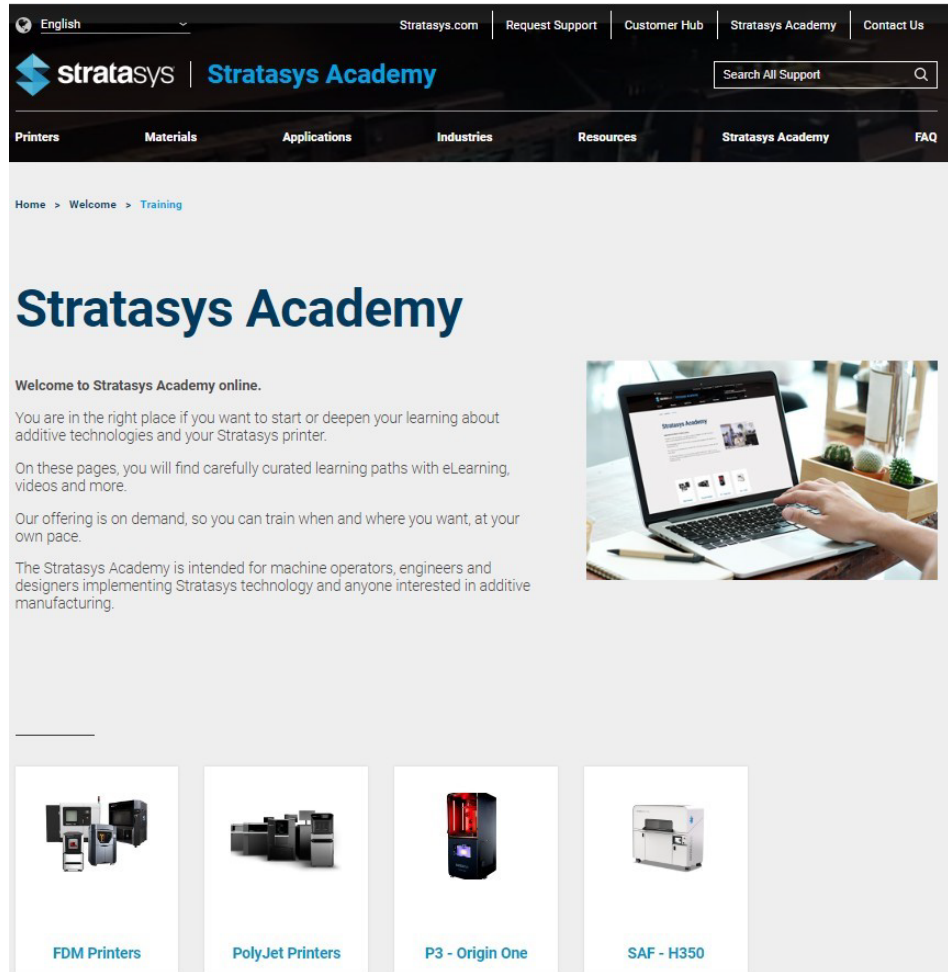 English
Stratasys.com Request Support Customer Hub Stratasys Academy Contact Us
stratasys Stratasys Academy
Search All Support
Printers Materials Applications Industries Resources Stratasys Academy FAQ
Home > Welcome > Training
Stratasys Academy
Welcome to Stratasys Academy online.
You are in the right place if you want to start or deepen your learning about
additive technologies and your Stratasys printer.
On these pages, you will find carefully curated learning paths with eLearning,
videos and more.
Our offering is on demand, so you can train when and where you want, at your
own pace.
The Stratasys Academy is intended for machine operators, engineers and
designers implementing Stratasys technology and anyone interested in additive
manufacturing.
Stratasys Academy
FDM Printers PolyJet Printers P3 - Origin One SAF - H350